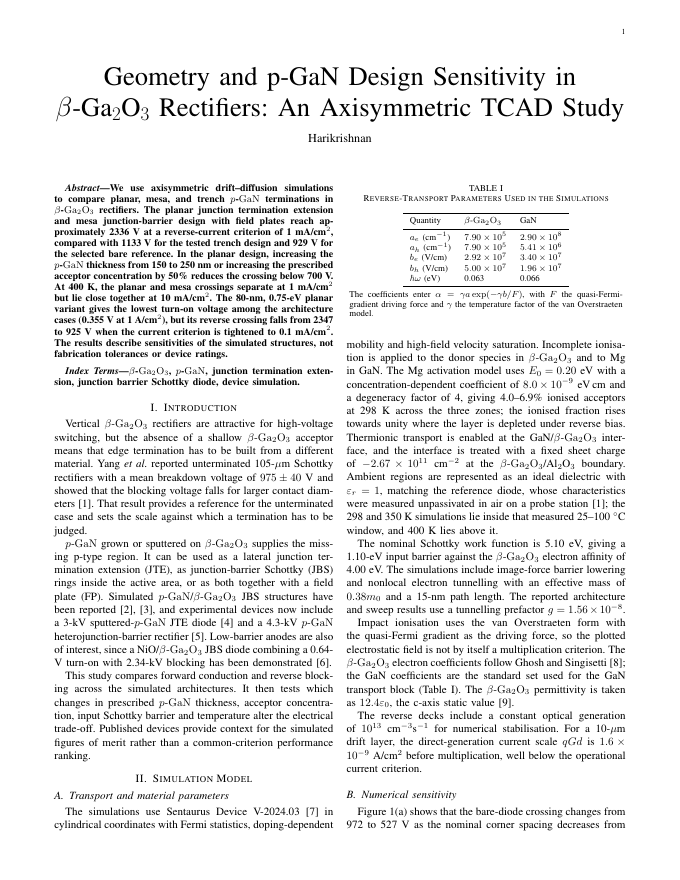 1
Geometry and p-GaN Design Sensitivity in
β-Ga₂O₃ Rectifiers: An Axisymmetric TCAD Study
Harikrishnan
Abstract—We use axisymmetric drift–diffusion simulations
to compare planar, mesa, and trench p-GaN terminations in
β-Ga₂O₃ rectifiers. The planar junction termination extension
and mesa junction-barrier design with field plates reach ap-
proximately 2336 V at a reverse-current criterion of 1 mA/cm²,
compared with 1133 V for the tested trench design and 929 V for
the selected bare reference. In the planar design, increasing the
p-GaN thickness from 150 to 250 nm or increasing the prescribed
acceptor concentration by 50% reduces the crossing below 700 V.
At 400 K, the planar and mesa crossings separate at 1 mA/cm²
but lie close together at 10 mA/cm². The 80-nm, 0.75-eV planar
variant gives the lowest turn-on voltage among the architecture
cases (0.355 V at 1 A/cm²), but its reverse crossing falls from 2347
to 925 V when the current criterion is tightened to 0.1 mA/cm².
The results describe sensitivities of the simulated structures, not
fabrication tolerances or device ratings.
Index Terms—β-Ga₂O₃, p-GaN, junction termination exten-
sion, junction barrier Schottky diode, device simulation.
I. INTRODUCTION
Vertical β-Ga₂O₃ rectifiers are attractive for high-voltage
switching, but the absence of a shallow β-Ga₂O₃ acceptor
means that edge termination has to be built from a different
material. Yang et al. reported unterminated 105-μm Schottky
rectifiers with a mean breakdown voltage of 975 ± 40 V and
showed that the blocking voltage falls for larger contact diam-
eters [1]. That result provides a reference for the unterminated
case and sets the scale against which a termination has to be
judged.
p-GaN grown or sputtered on β-Ga₂O₃ supplies the miss-
ing p-type region. It can be used as a lateral junction ter-
mination extension (JTE), as junction-barrier Schottky (JBS)
rings inside the active area, or as both together with a field
plate (FP). Simulated p-GaN/β-Ga₂O₃ JBS structures have
been reported [2], [3], and experimental devices now include
a 3-kV sputtered-p-GaN JTE diode [4] and a 4.3-kV p-GaN
heterojunction-barrier rectifier [5]. Low-barrier anodes are also
of interest, since a NiO/β-Ga₂O₃ JBS diode combining a 0.64-
V turn-on with 2.34-kV blocking has been demonstrated [6].
This study compares forward conduction and reverse block-
ing across the simulated architectures. It then tests which
changes in prescribed p-GaN thickness, acceptor concentra-
tion, input Schottky barrier and temperature alter the electrical
trade-off. Published devices provide context for the simulated
figures of merit rather than a common-criterion performance
ranking.
II. SIMULATION MODEL
A. Transport and material parameters
The simulations use Sentaurus Device V-2024.03 [7] in
cylindrical coordinates with Fermi statistics, doping-dependent
TABLE I
REVERSE-TRANSPORT PARAMETERS USED IN THE SIMULATIONS
Quantity β-Ga₂O₃ GaN
aₑ (cm⁻¹) 7.90 × 10⁵ 2.90 × 10⁸
aₕ (cm⁻¹) 7.90 × 10⁵ 5.41 × 10⁶
bₑ (V/cm) 2.92 × 10⁷ 3.40 × 10⁷
bₕ (V/cm) 5.00 × 10⁷ 1.96 × 10⁷
ħω (eV) 0.063 0.066
The coefficients enter α = γa exp(−γb/F), with F the quasi-Fermi-
gradient driving force and γ the temperature factor of the van Overstraeten
model.
mobility and high-field velocity saturation. Incomplete ionisa-
tion is applied to the donor species in β-Ga₂O₃ and to Mg
in GaN. The Mg activation model uses E₀ = 0.20 eV with a
concentration-dependent coefficient of 8.0 × 10⁻⁹ eV cm and
a degeneracy factor of 4, giving 4.0–6.9% ionised acceptors
at 298 K across the three zones; the ionised fraction rises
towards unity where the layer is depleted under reverse bias.
Thermionic transport is enabled at the GaN/β-Ga₂O₃ inter-
face, and the interface is treated with a fixed sheet charge
of −2.67 × 10¹¹ cm⁻² at the β-Ga₂O₃/Al₂O₃ boundary.
Ambient regions are represented as an ideal dielectric with
εᵣ = 1, matching the reference diode, whose characteristics
were measured unpassivated in air on a probe station [1]; the
298 and 350 K simulations lie inside that measured 25–100 °C
window, and 400 K lies above it.
The nominal Schottky work function is 5.10 eV, giving a
1.10-eV input barrier against the β-Ga₂O₃ electron affinity of
4.00 eV. The simulations include image-force barrier lowering
and nonlocal electron tunnelling with an effective mass of
0.38m₀ and a 15-nm path length. The reported architecture
and sweep results use a tunnelling prefactor g = 1.56 × 10⁻⁸.
Impact ionisation uses the van Overstraeten form with
the quasi-Fermi gradient as the driving force, so the plotted
electrostatic field is not by itself a multiplication criterion. The
β-Ga₂O₃ electron coefficients follow Ghosh and Singisetti [8];
the GaN coefficients are the standard set used for the GaN
transport block (Table I). The β-Ga₂O₃ permittivity is taken
as 12.4ε₀, the c-axis static value [9].
The reverse decks include a constant optical generation
of 10¹³ cm⁻³s⁻¹ for numerical stabilisation. For a 10-μm
drift layer, the direct-generation current scale qGd is 1.6 ×
10⁻⁹ A/cm² before multiplication, well below the operational
current criterion.
B. Numerical sensitivity
Figure 1(a) shows that the bare-diode crossing changes from
972 to 527 V as the nominal corner spacing decreases from